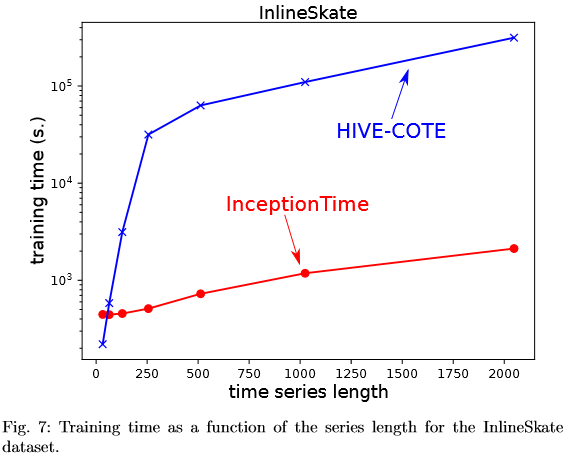 InlineSkate
10^5
10^4
10^3
training time (s.)
HIVE-COTE
InceptionTime
0 250 500 750 1000 1250 1500 1750 2000
time series length
Fig. 7: Training time as a function of the series length for the InlineSkate
dataset.